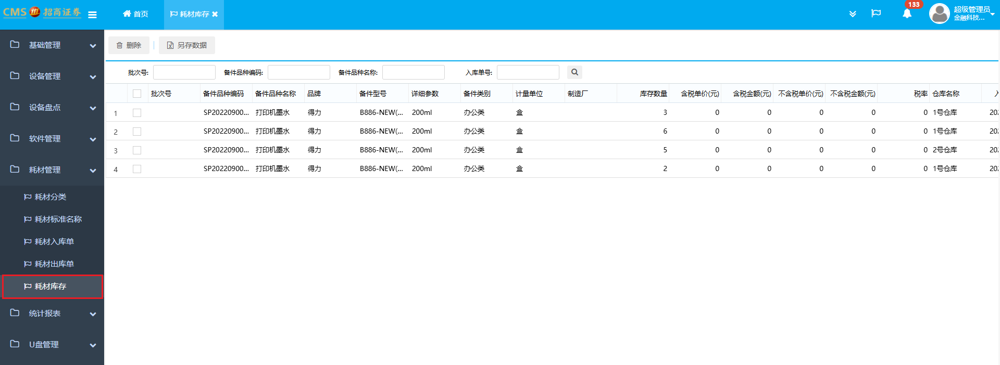 CMS 招商证券
首页
耗材库存
133
超级管理员
金融科技...
基础管理
设备管理
设备盘点
软件管理
耗材管理
耗材分类
耗材标准名称
耗材入库单
耗材出库单
耗材库存
统计报表
U盘管理
删除 另存数据
批次号: 备件品种编码: 备件品种名称: 入库单号:
批次号 备件品种编码 备件品种名称 品牌 备件型号 详细参数 备件类别 计量单位 制造厂 库存数量 含税单价(元) 含税金额(元) 不含税单价(元) 不含税金额(元) 税率 仓库名称
1 SP20220900... 打印机墨水 得力 B886-NEW(... 200ml 办公类 盒 3 0 0 0 0 0 1号仓库 202
2 SP20220900... 打印机墨水 得力 B886-NEW(... 200ml 办公类 盒 6 0 0 0 0 0 1号仓库 202
3 SP20220900... 打印机墨水 得力 B886-NEW(... 200ml 办公类 盒 5 0 0 0 0 0 2号仓库 202
4 SP20220900... 打印机墨水 得力 B886-NEW(... 200ml 办公类 盒 2 0 0 0 0 0 1号仓库 202